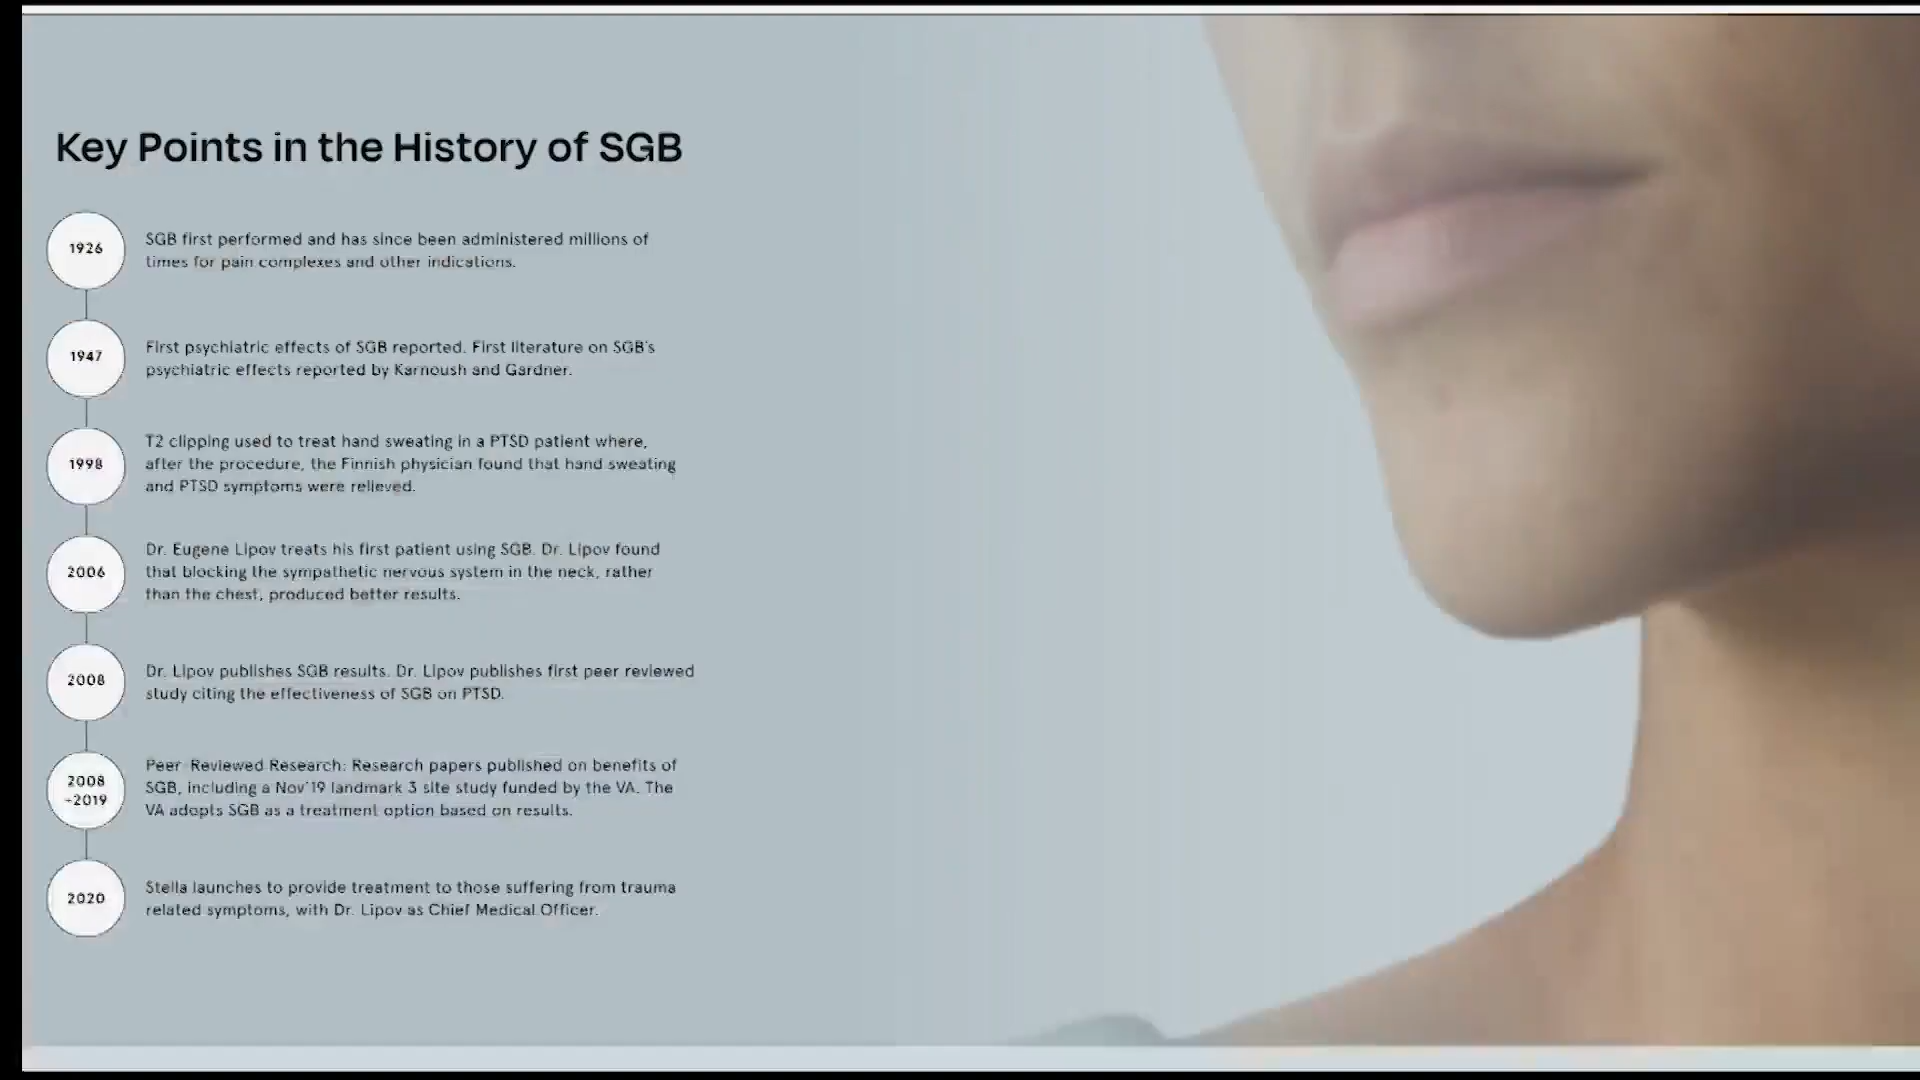 Key Points in the History of SGB
1926
SGB first performed and has since been administered millions of
times for pain complexes and other indications.
1947
First psychiatric effects of SGB reported. First literature on SGB's
psychiatric effects reported by Karnoush and Gardner.
1998
T2 clipping used to treat hand sweating in a PTSD patient where,
after the procedure, the Finnish physician found that hand sweating
and PTSD symptoms were relieved.
2006
Dr. Eugene Lipov treats his first patient using SGB. Dr. Lipov found
that blocking the sympathetic nervous system in the neck, rather
than the chest, produced better results.
2008
Dr. Lipov publishes SGB results. Dr. Lipov publishes first peer reviewed
study citing the effectiveness of SGB on PTSD.
2008
-2019
Peer-Reviewed Research: Research papers published on benefits of
SGB, including a Nov'19 landmark 3 site study funded by the VA. The
VA adopts SGB as a treatment option based on results.
2020
Stella launches to provide treatment to those suffering from trauma
related symptoms, with Dr. Lipov as Chief Medical Officer.